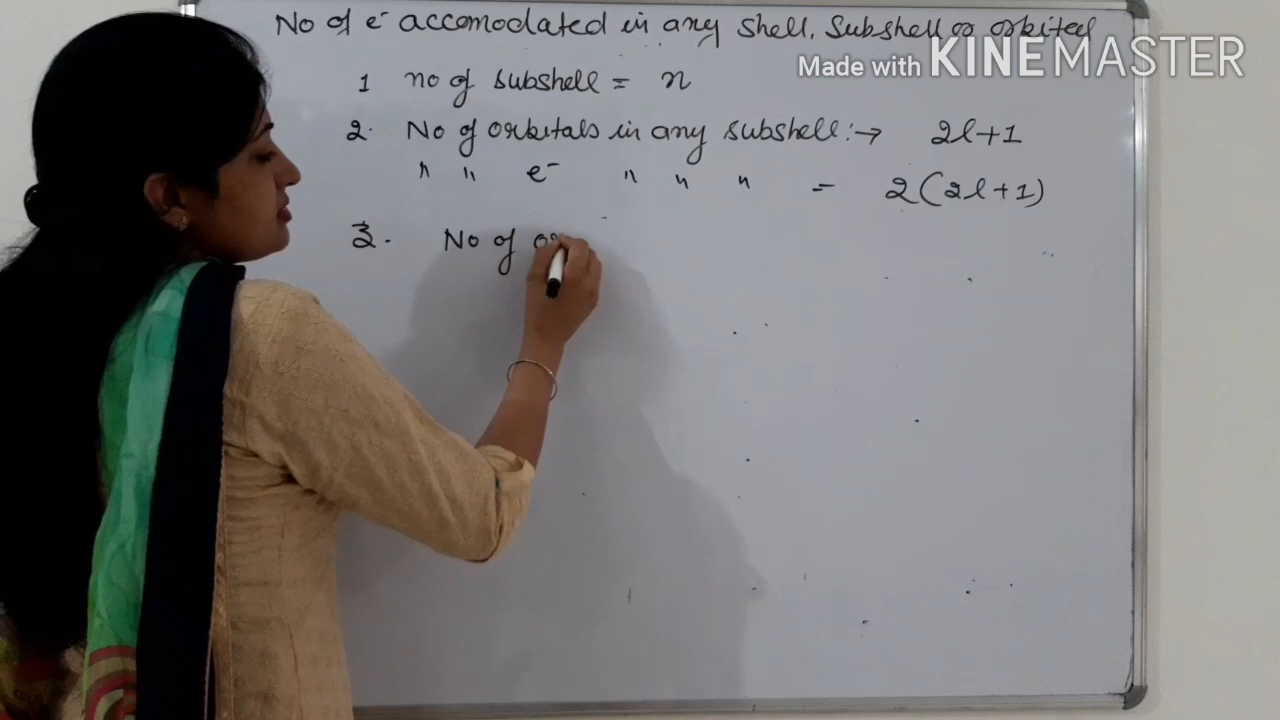 No of e⁻ accomodated in any shell, Subshell or orbital
Made with KINEMASTER
1 no of subshell = n
2. No of orbitals in any subshell :→ 2l+1
" " e⁻ " " " = 2(2l+1)
3. No of or